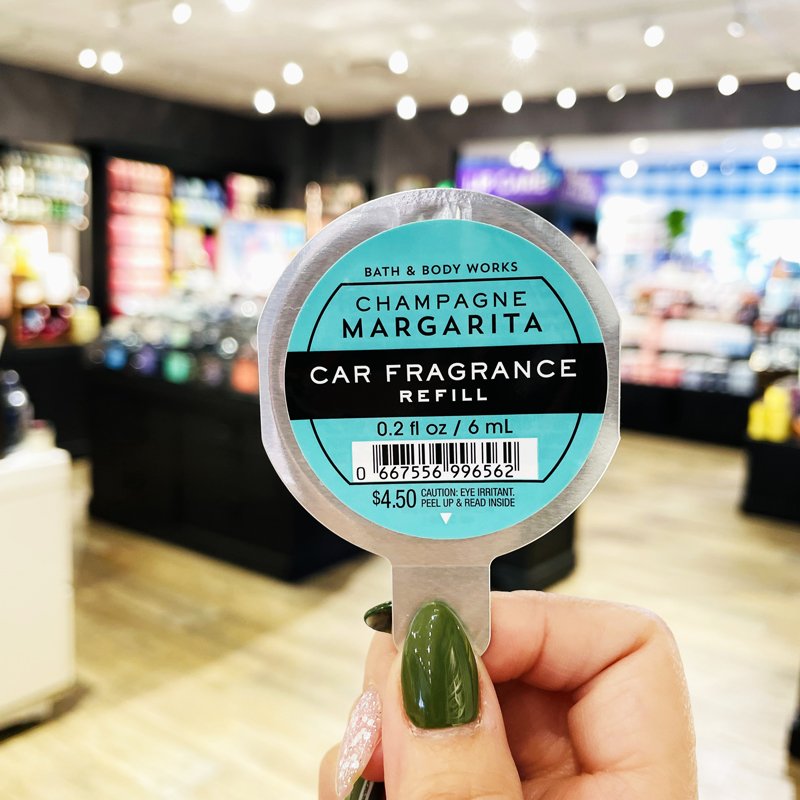 BATH & BODY WORKS
CHAMPAGNE
MARGARITA
CAR FRAGRANCE
REFILL
0.2 fl oz / 6 mL
0 667556 996562
$4.50 CAUTION: EYE IRRITANT.
PEEL UP & READ INSIDE